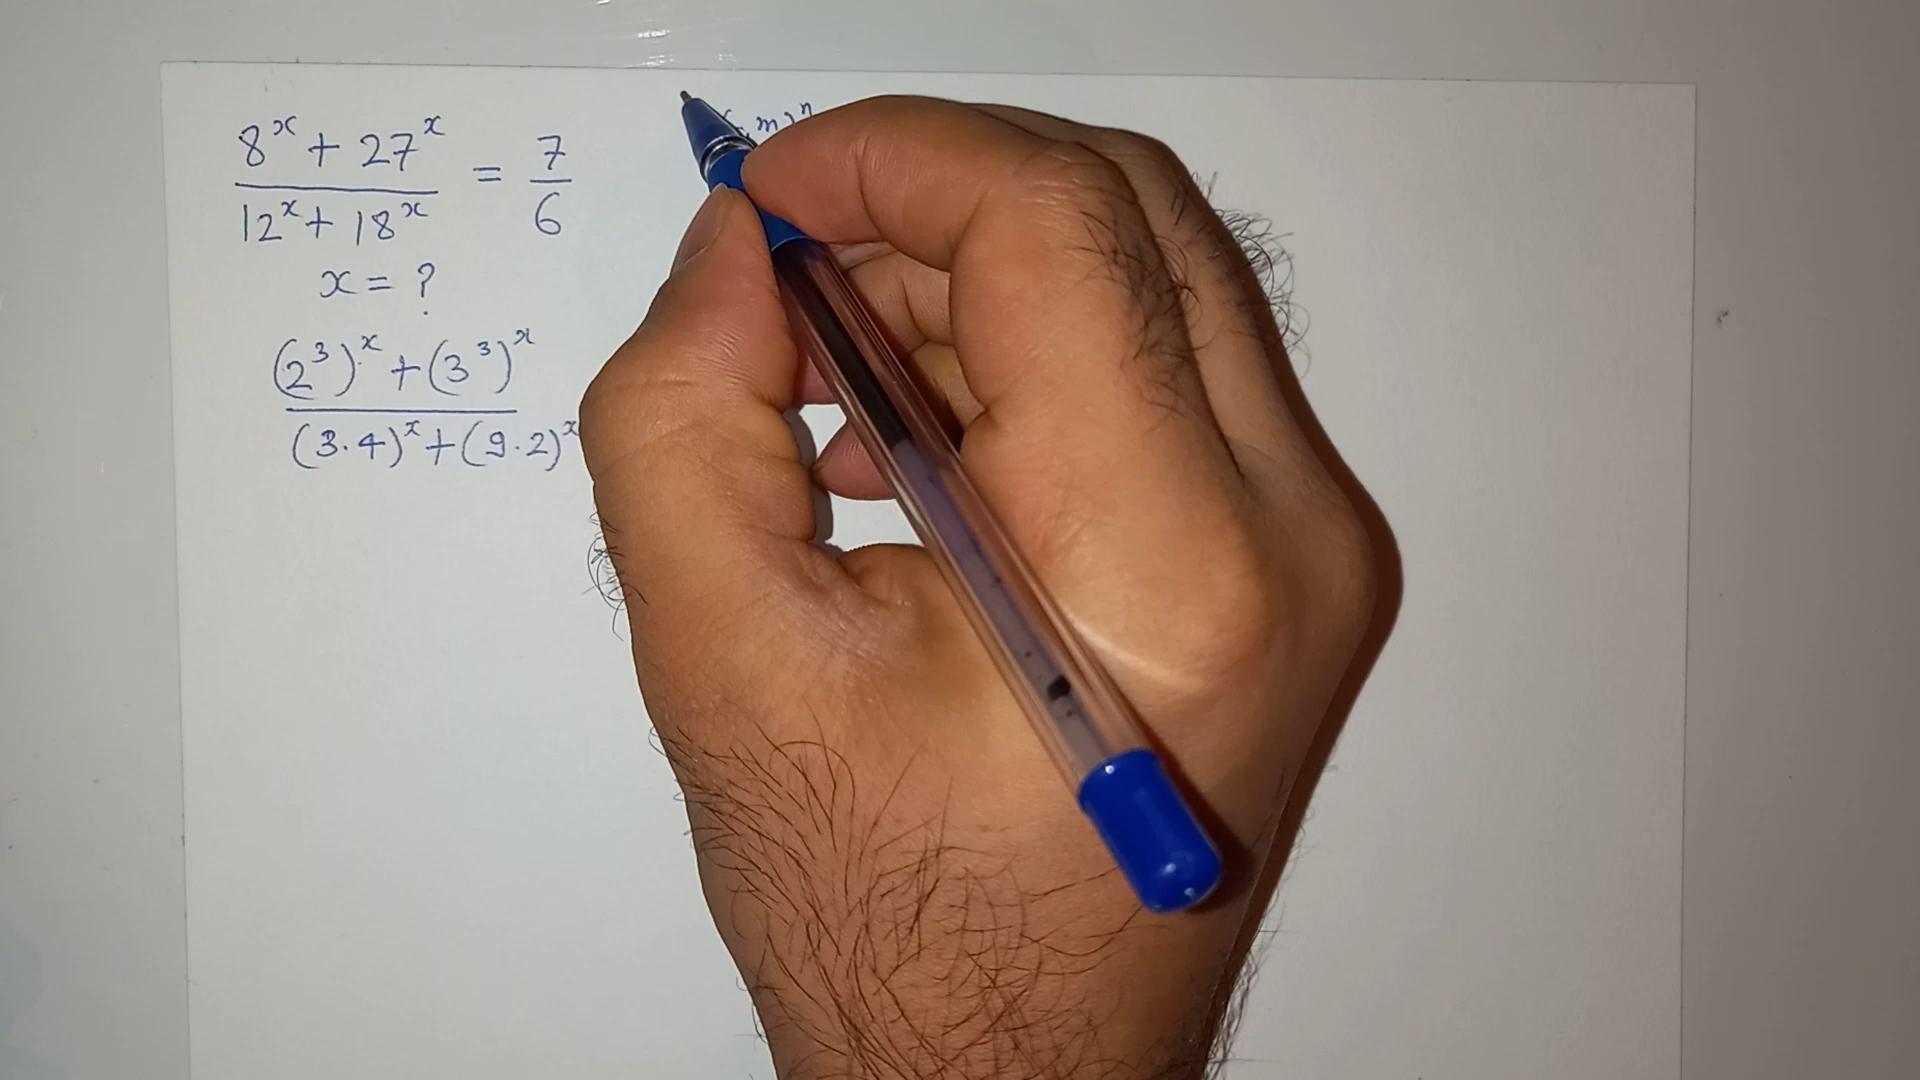 8^x + 27^x / 12^x + 18^x = 7/6
x = ?
(2^3)^x + (3^3)^x / (3·4)^x + (9·2)^x
m)^n